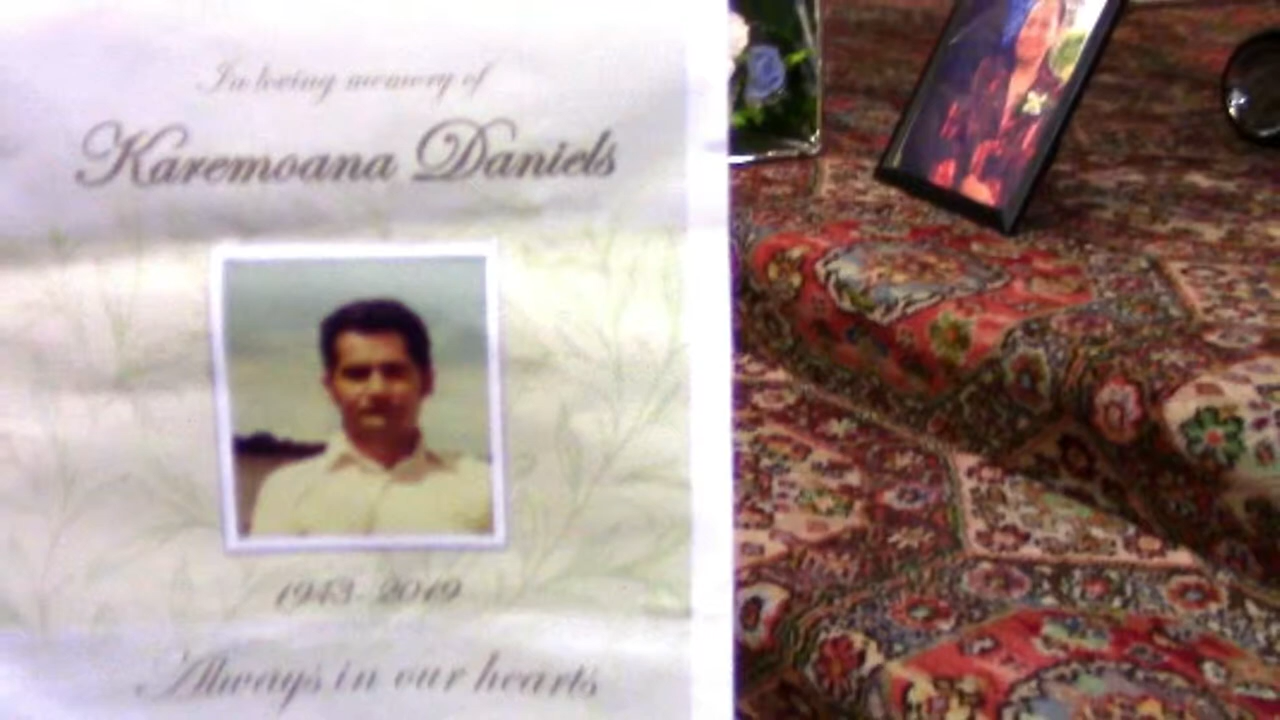 In loving memory of
Karemoana Daniels
1943-2019
Always in our hearts